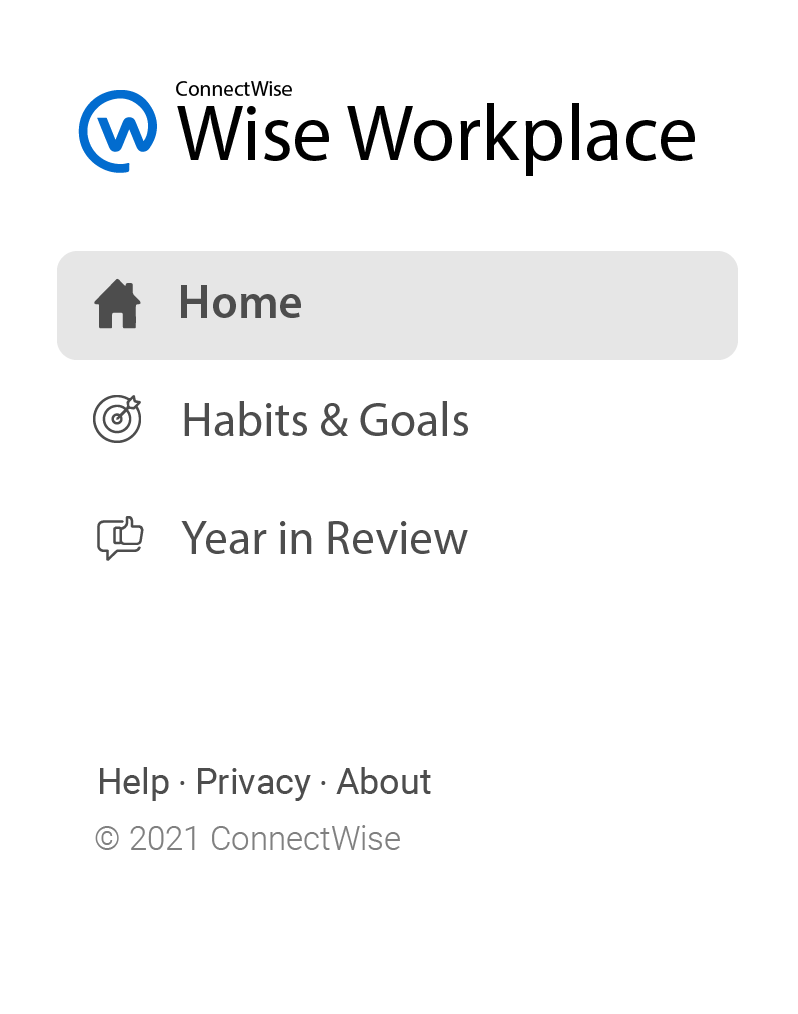 ConnectWise
Wise Workplace
Home
Habits & Goals
Year in Review
Help · Privacy · About
© 2021 ConnectWise